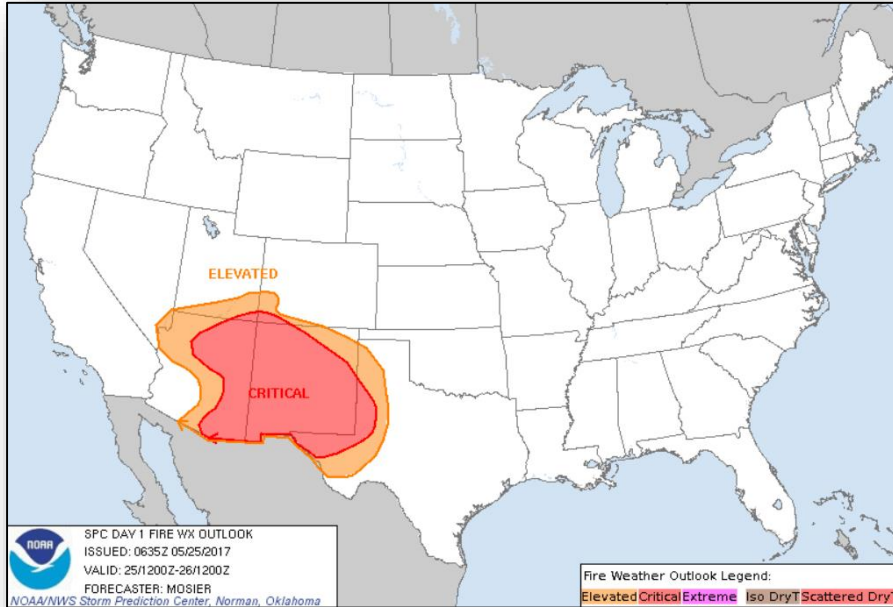 ELEVATED
CRITICAL
NOAA
SPC DAY 1 FIRE WX OUTLOOK
ISSUED: 0635Z 05/25/2017
VALID: 25/1200Z-26/1200Z
FORECASTER: MOSIER
NOAA/NWS Storm Prediction Center, Norman, Oklahoma
Fire Weather Outlook Legend:
Elevated Critical Extreme Iso DryT Scattered Dry